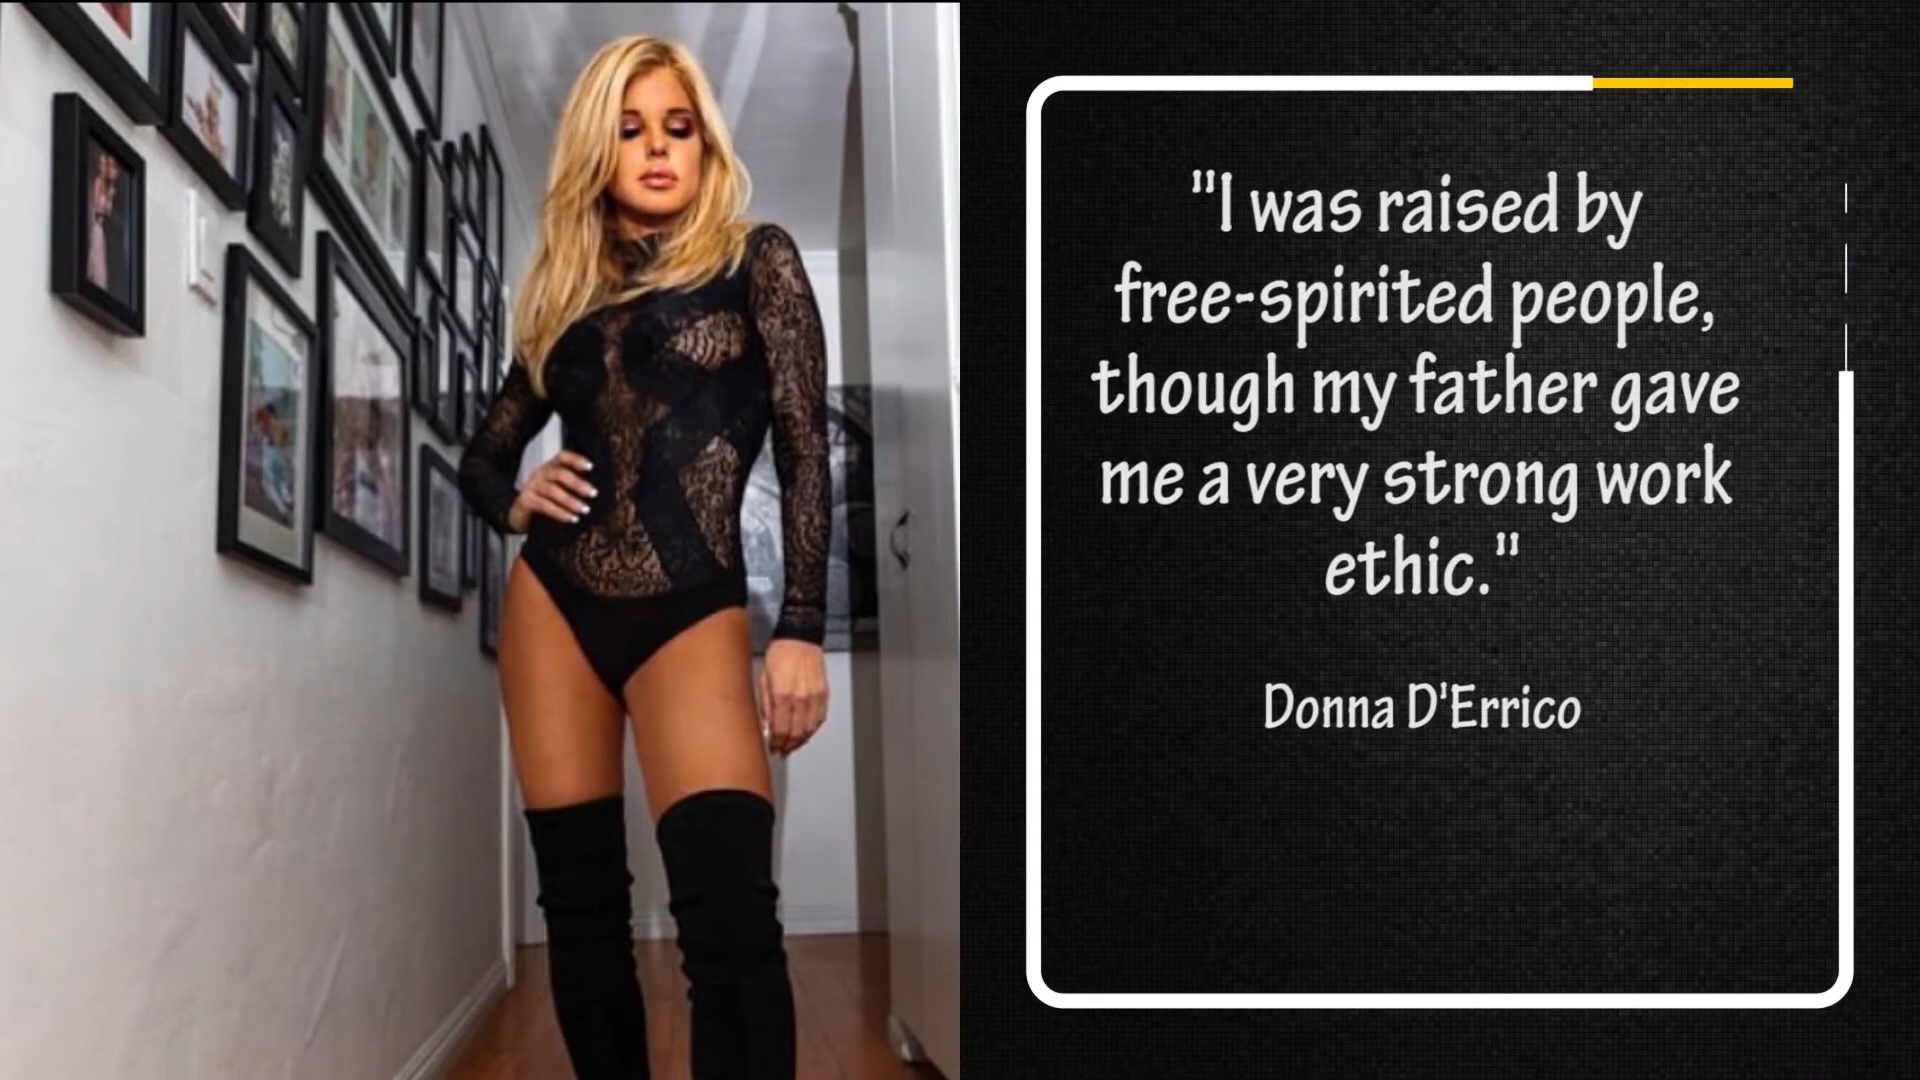 "I was raised by
free-spirited people,
though my father gave
me a very strong work
ethic."
Donna D'Errico